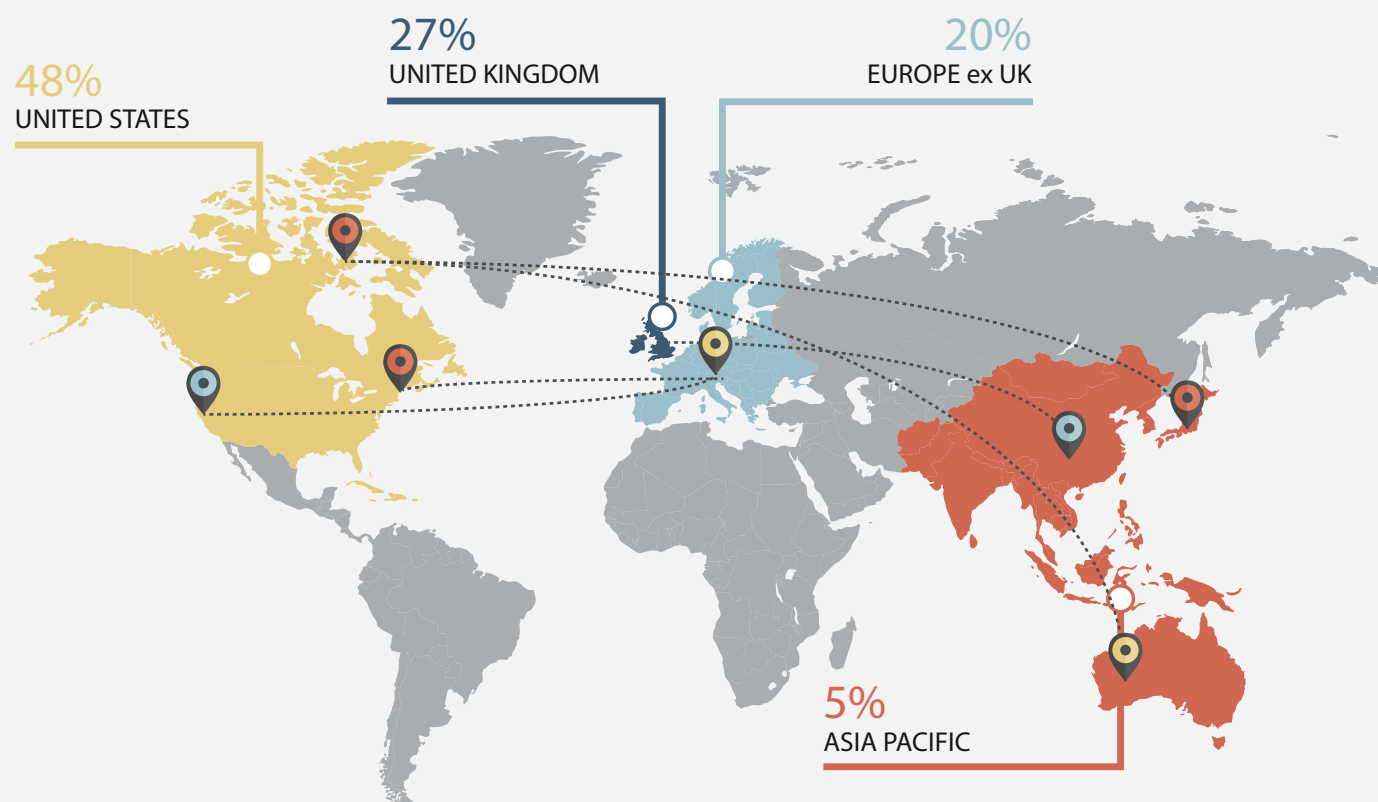 48%
UNITED STATES
27%
UNITED KINGDOM
20%
EUROPE ex UK
5%
ASIA PACIFIC